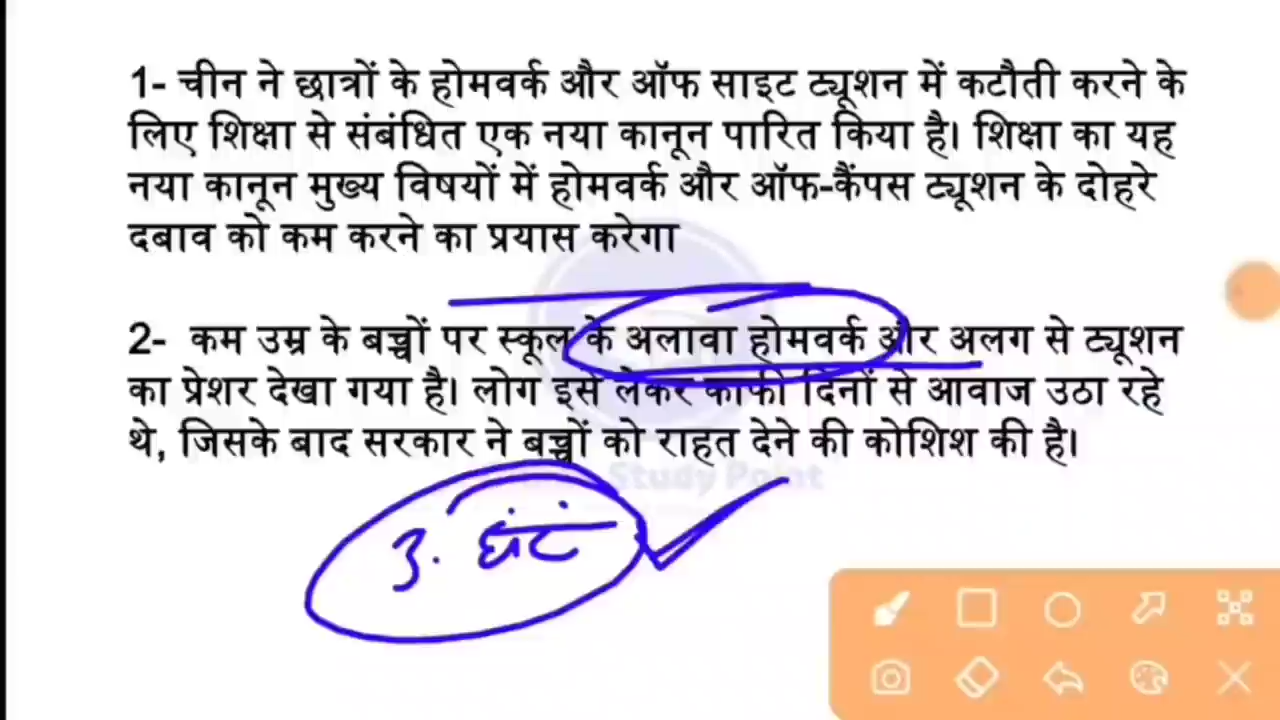 1- चीन ने छात्रों के होमवर्क और ऑफ साइट ट्यूशन में कटौती करने के
लिए शिक्षा से संबंधित एक नया कानून पारित किया है। शिक्षा का यह
नया कानून मुख्य विषयों में होमवर्क और ऑफ-कैंपस ट्यूशन के दोहरे
दबाव को कम करने का प्रयास करेगा
2- कम उम्र के बच्चों पर स्कूल के अलावा होमवर्क और अलग से ट्यूशन
का प्रेशर देखा गया है। लोग इसे लेकर काफी दिनों से आवाज उठा रहे
थे, जिसके बाद सरकार ने बच्चों को राहत देने की कोशिश की है।
Study Point
3.